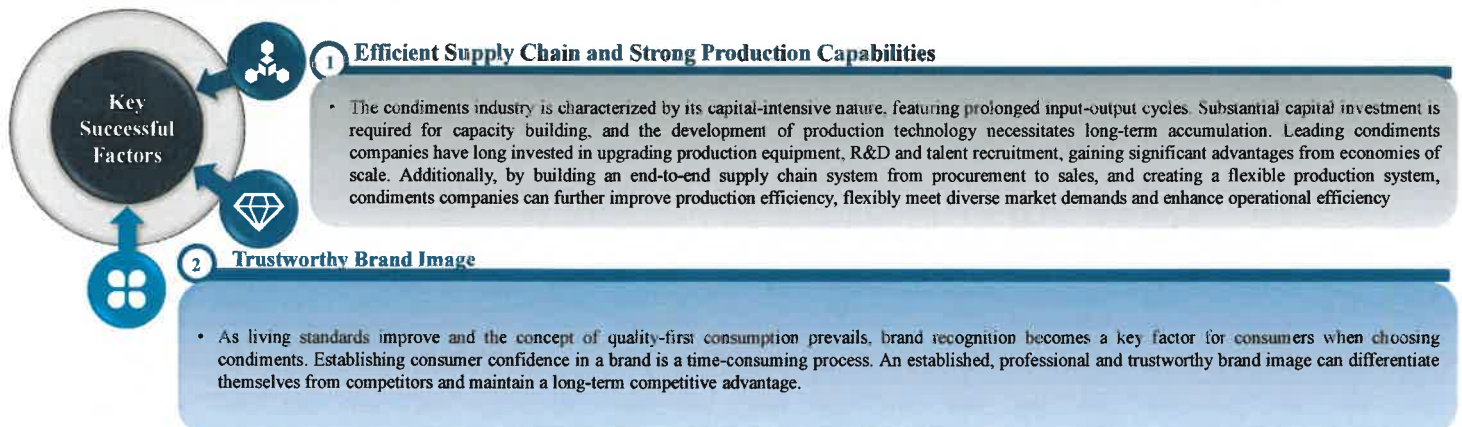 Key
Successful
Factors
1 Efficient Supply Chain and Strong Production Capabilities
• The condiments industry is characterized by its capital-intensive nature, featuring prolonged input-output cycles. Substantial capital investment is
required for capacity building, and the development of production technology necessitates long-term accumulation. Leading condiments
companies have long invested in upgrading production equipment, R&D and talent recruitment, gaining significant advantages from economies of
scale. Additionally, by building an end-to-end supply chain system from procurement to sales, and creating a flexible production system,
condiments companies can further improve production efficiency, flexibly meet diverse market demands and enhance operational efficiency
2 Trustworthy Brand Image
• As living standards improve and the concept of quality-first consumption prevails, brand recognition becomes a key factor for consumers when choosing
condiments. Establishing consumer confidence in a brand is a time-consuming process. An established, professional and trustworthy brand image can differentiate
themselves from competitors and maintain a long-term competitive advantage.